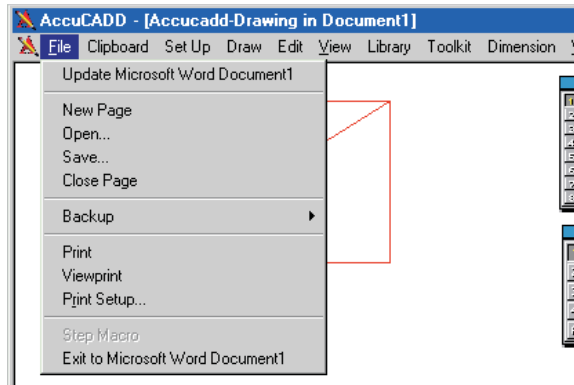 AccuCADD - [Accucadd-Drawing in Document1]
File Clipboard Set Up Draw Edit View Library Toolkit Dimension
Update Microsoft Word Document1
New Page
Open...
Save...
Close Page
Backup
Print
Viewprint
Print Setup...
Step Macro
Exit to Microsoft Word Document1